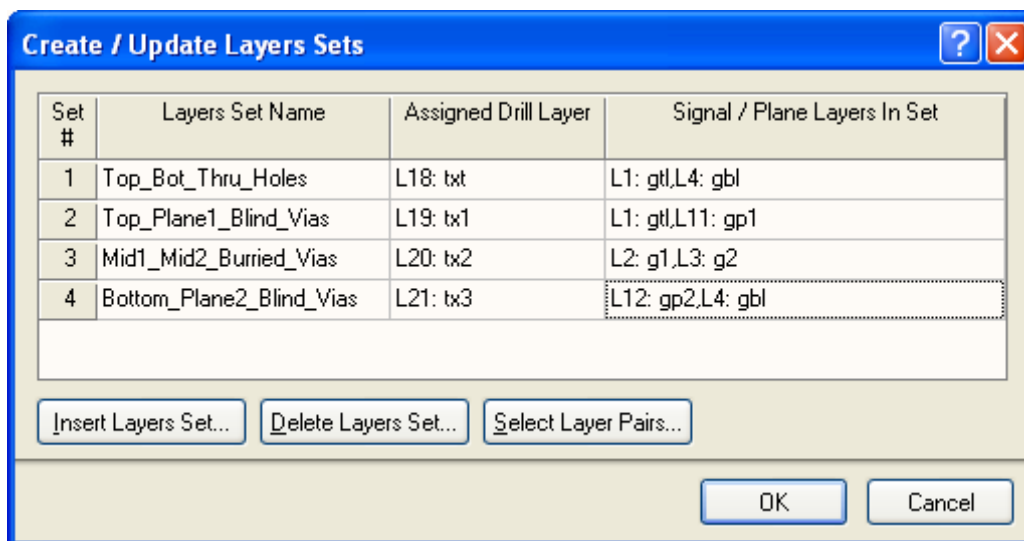 Create / Update Layers Sets
Set # Layers Set Name Assigned Drill Layer Signal / Plane Layers In Set
1 Top_Bot_Thru_Holes L18: txt L1: gtl,L4: gbl
2 Top_Plane1_Blind_Vias L19: tx1 L1: gtl,L11: gp1
3 Mid1_Mid2_Burried_Vias L20: tx2 L2: g1,L3: g2
4 Bottom_Plane2_Blind_Vias L21: tx3 L12: gp2,L4: gbl
Insert Layers Set... Delete Layers Set... Select Layer Pairs...
OK Cancel